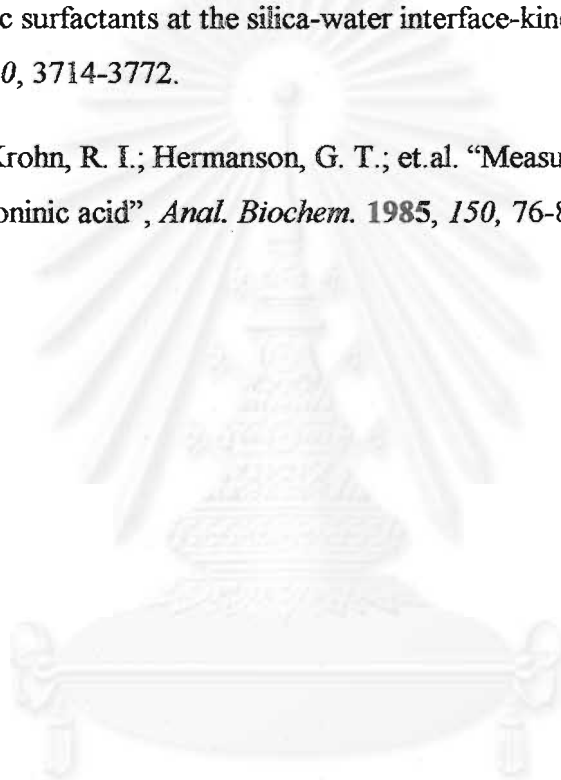 c surfactants at the silica-water interface-kine
0, 3714-3772.
Krohn, R. I.; Hermanson, G. T.; et.al. “Measu
oninic acid”, Anal. Biochem. 1985, 150, 76-8